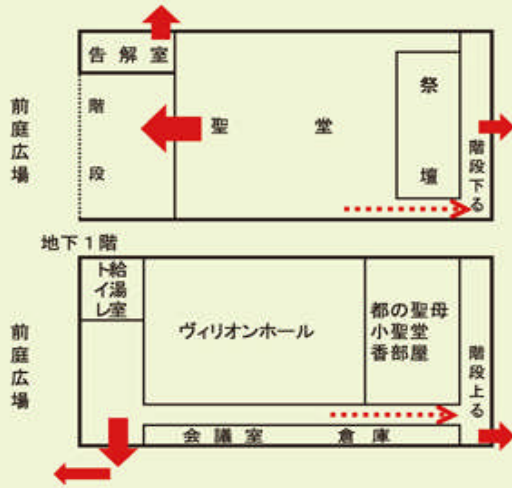 告解室
前庭広場
階段
聖堂
祭壇
階段下る
地下1階
トイレ
給湯室
前庭広場
ヴィリオンホール
都の聖母
小聖堂
香部屋
階段上る
会議室
倉庫